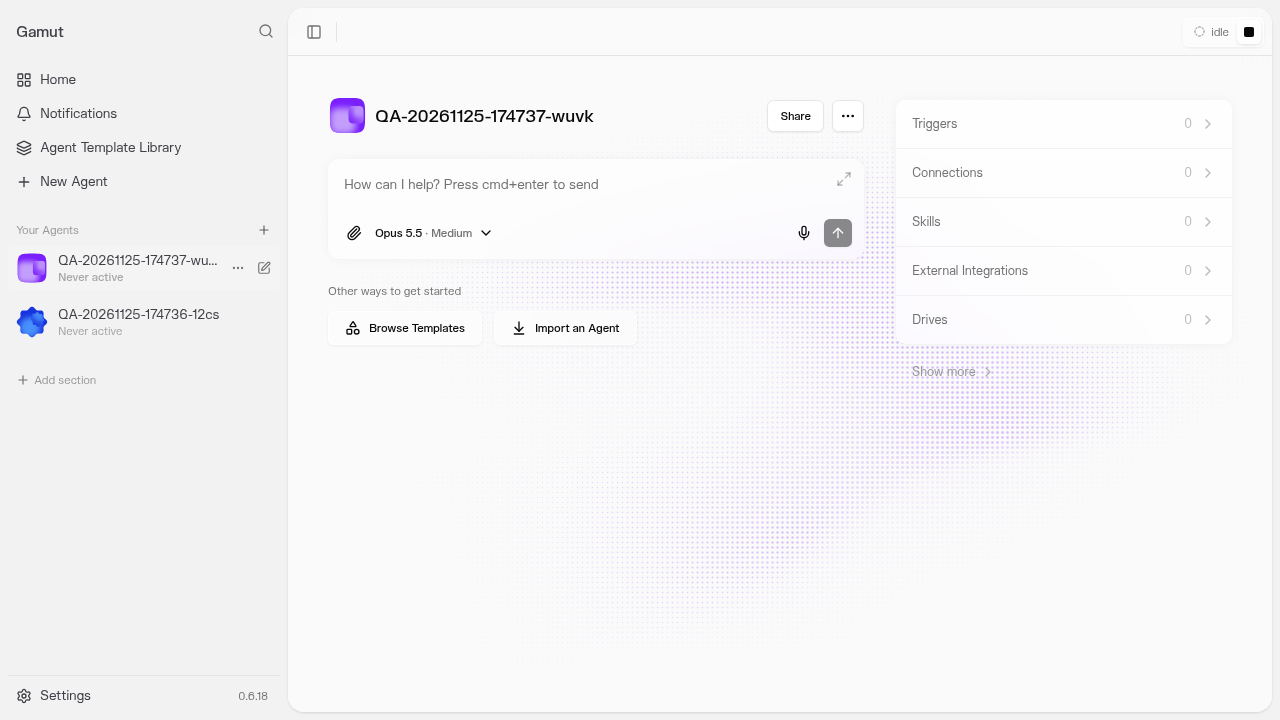 Gamut
Home
Notifications
Agent Template Library
New Agent
Your Agents
QA-20261125-174737-wu...
Never active
QA-20261125-174736-12cs
Never active
Add section
Settings
0.6.18
idle
QA-20261125-174737-wuvk
Share
How can I help? Press cmd+enter to send
Opus 5.5 · Medium
Other ways to get started
Browse Templates
Import an Agent
Triggers 0
Connections 0
Skills 0
External Integrations 0
Drives 0
Show more